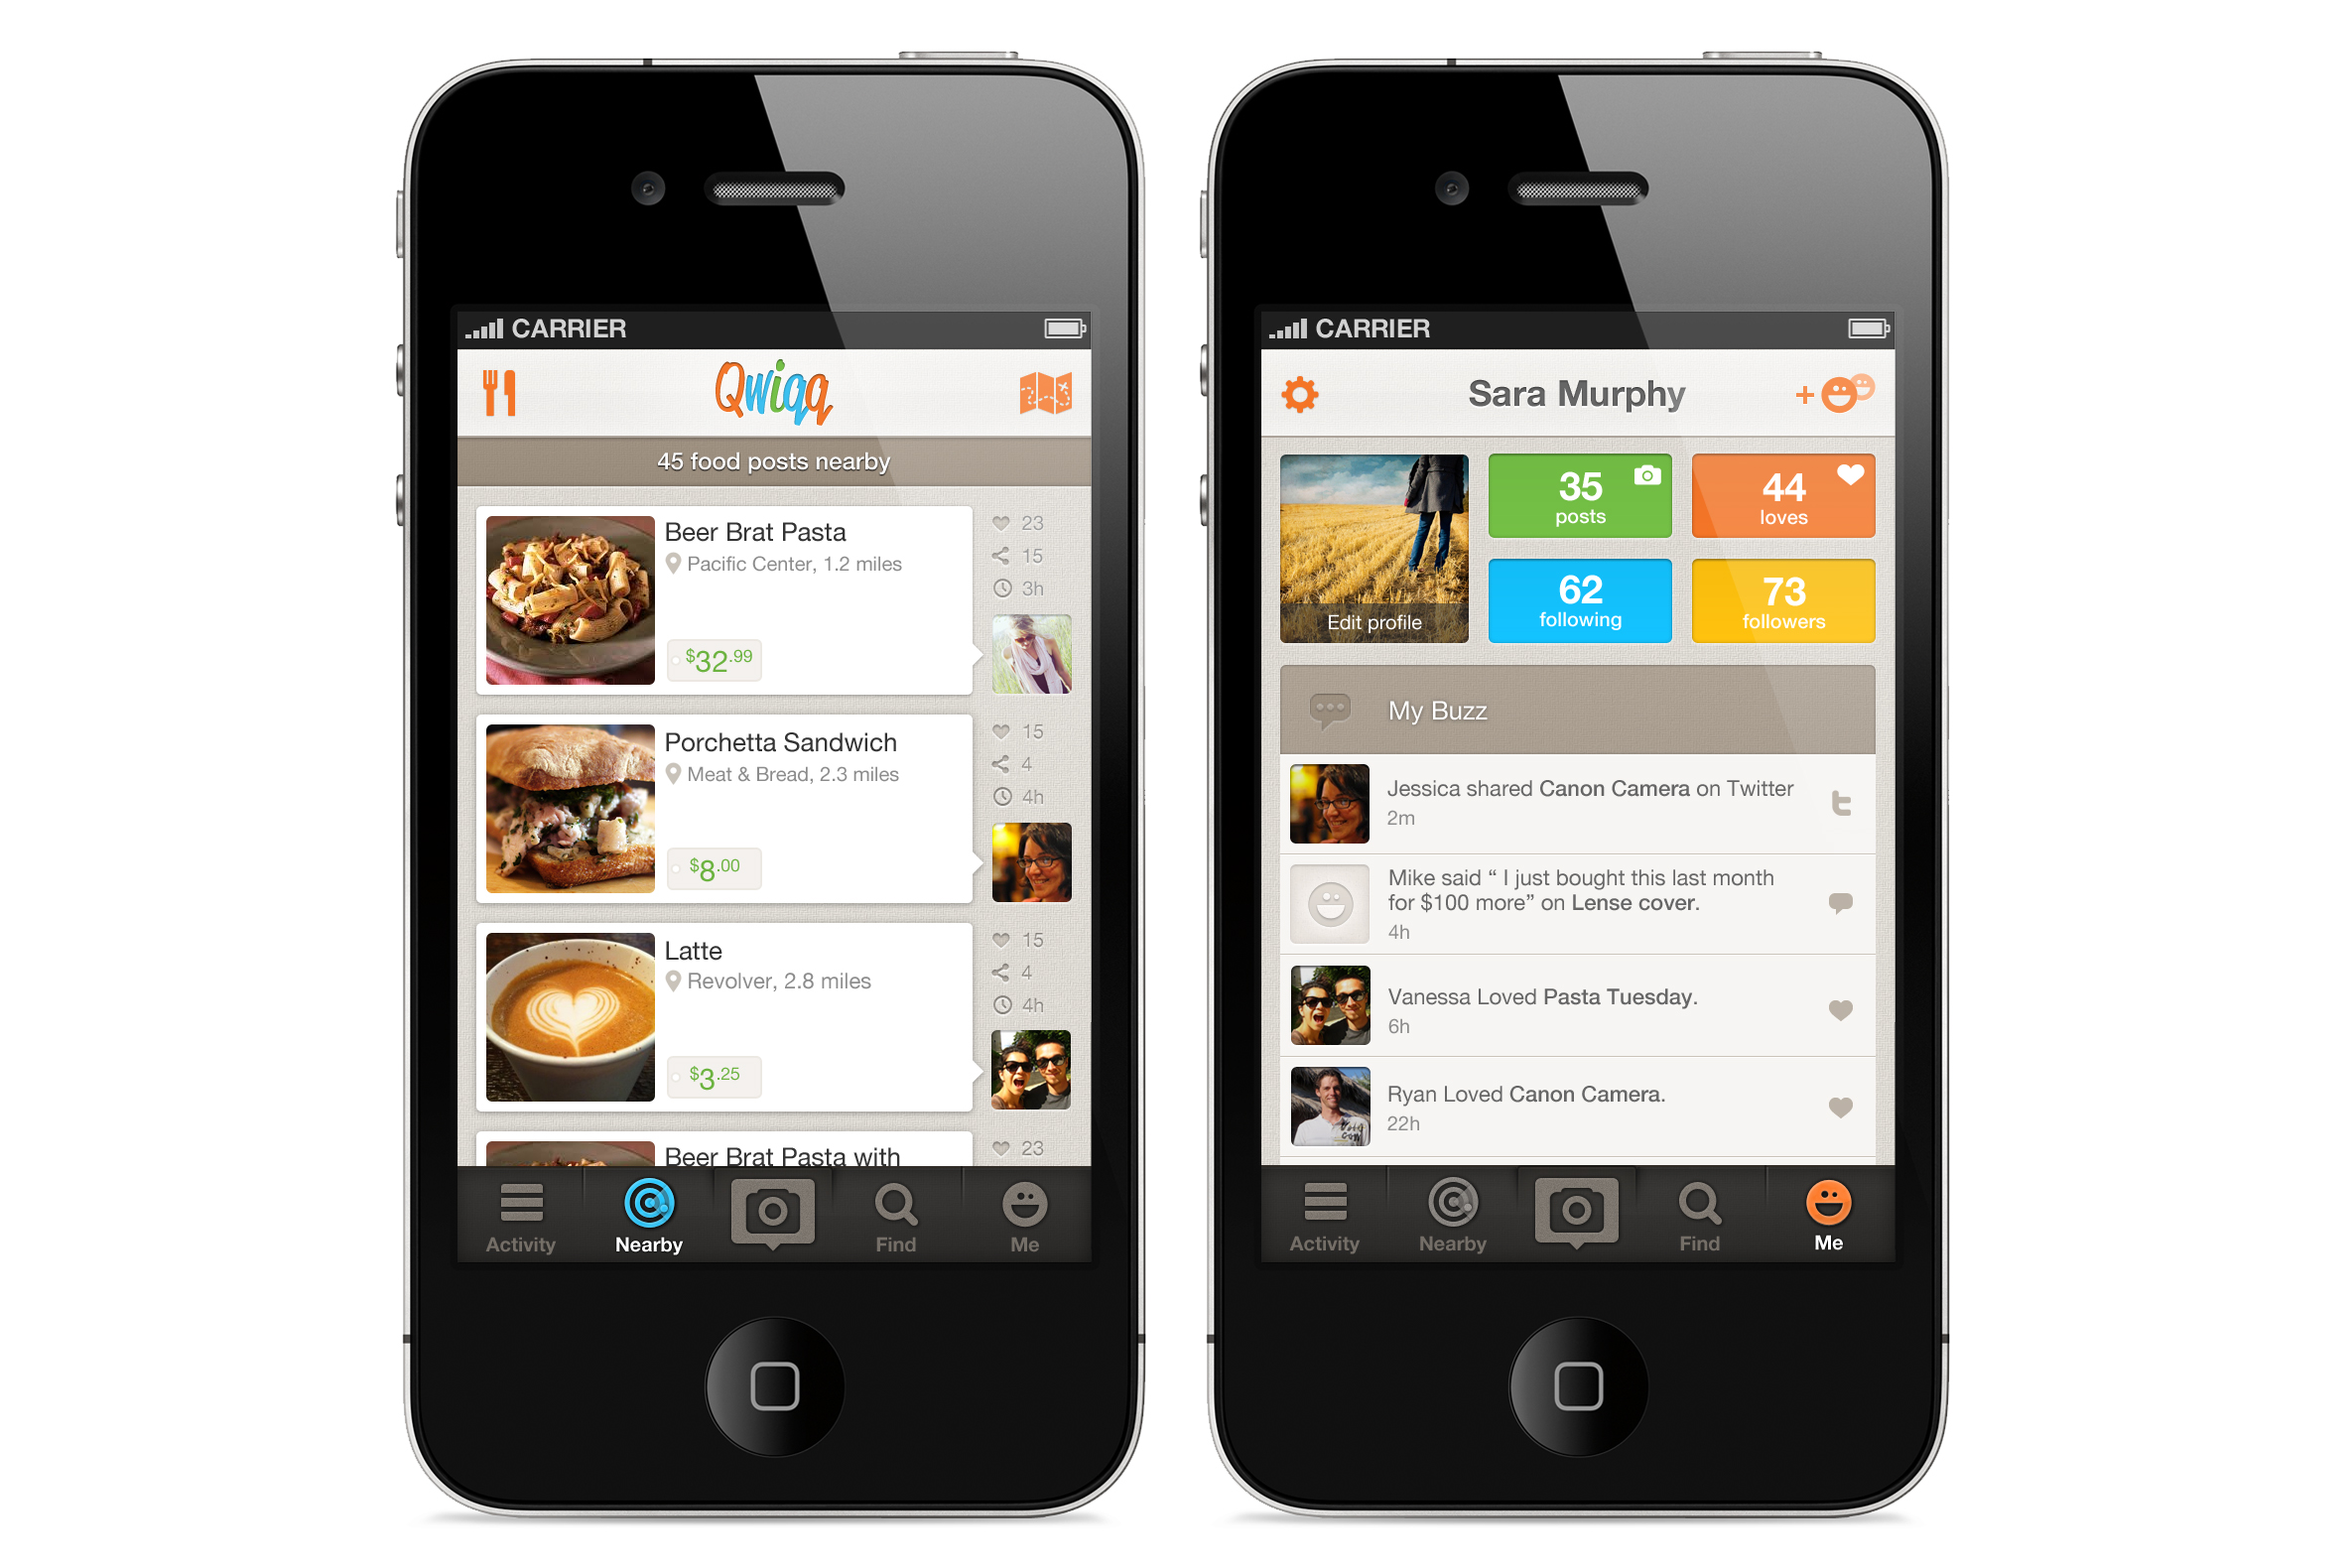 CARRIER
Qwiqq
45 food posts nearby
Beer Brat Pasta
Pacific Center, 1.2 miles
$32.99
23
15
3h
Porchetta Sandwich
Meat & Bread, 2.3 miles
$8.00
15
4
4h
Latte
Revolver, 2.8 miles
$3.25
15
4
4h
Beer Brat Pasta with
23
Activity
Nearby
Find
Me
CARRIER
Sara Murphy
Edit profile
35
posts
44
loves
62
following
73
followers
My Buzz
Jessica shared Canon Camera on Twitter
2m
Mike said “ I just bought this last month
for $100 more” on Lense cover.
4h
Vanessa Loved Pasta Tuesday.
6h
Ryan Loved Canon Camera.
22h
Activity
Nearby
Find
Me